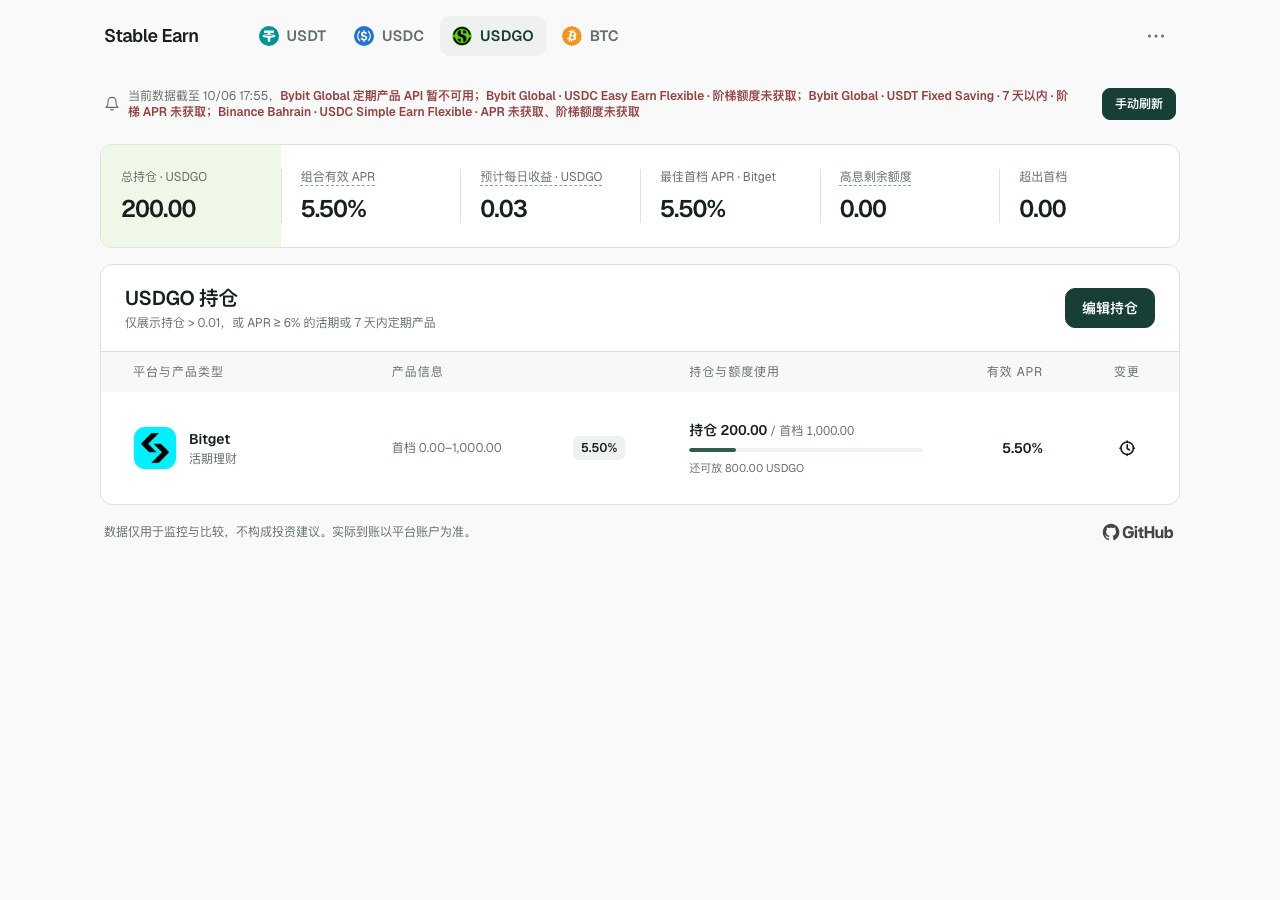 Stable Earn
USDT
USDC
USDGO
BTC
当前数据截至 10/06 17:55，Bybit Global 定期产品 API 暂不可用；Bybit Global · USDC Easy Earn Flexible · 阶梯额度未获取；Bybit Global · USDT Fixed Saving · 7 天以内 · 阶
梯 APR 未获取；Binance Bahrain · USDC Simple Earn Flexible · APR 未获取、阶梯额度未获取
手动刷新
总持仓 · USDGO
200.00
组合有效 APR
5.50%
预计每日收益 · USDGO
0.03
最佳首档 APR · Bitget
5.50%
高息剩余额度
0.00
超出首档
0.00
USDGO 持仓
仅展示持仓 > 0.01，或 APR ≥ 6% 的活期或 7 天内定期产品
编辑持仓
平台与产品类型
产品信息
持仓与额度使用
有效 APR
变更
Bitget
活期理财
首档 0.00–1,000.00
5.50%
持仓 200.00 / 首档 1,000.00
还可放 800.00 USDGO
5.50%
数据仅用于监控与比较，不构成投资建议。实际到账以平台账户为准。
GitHub